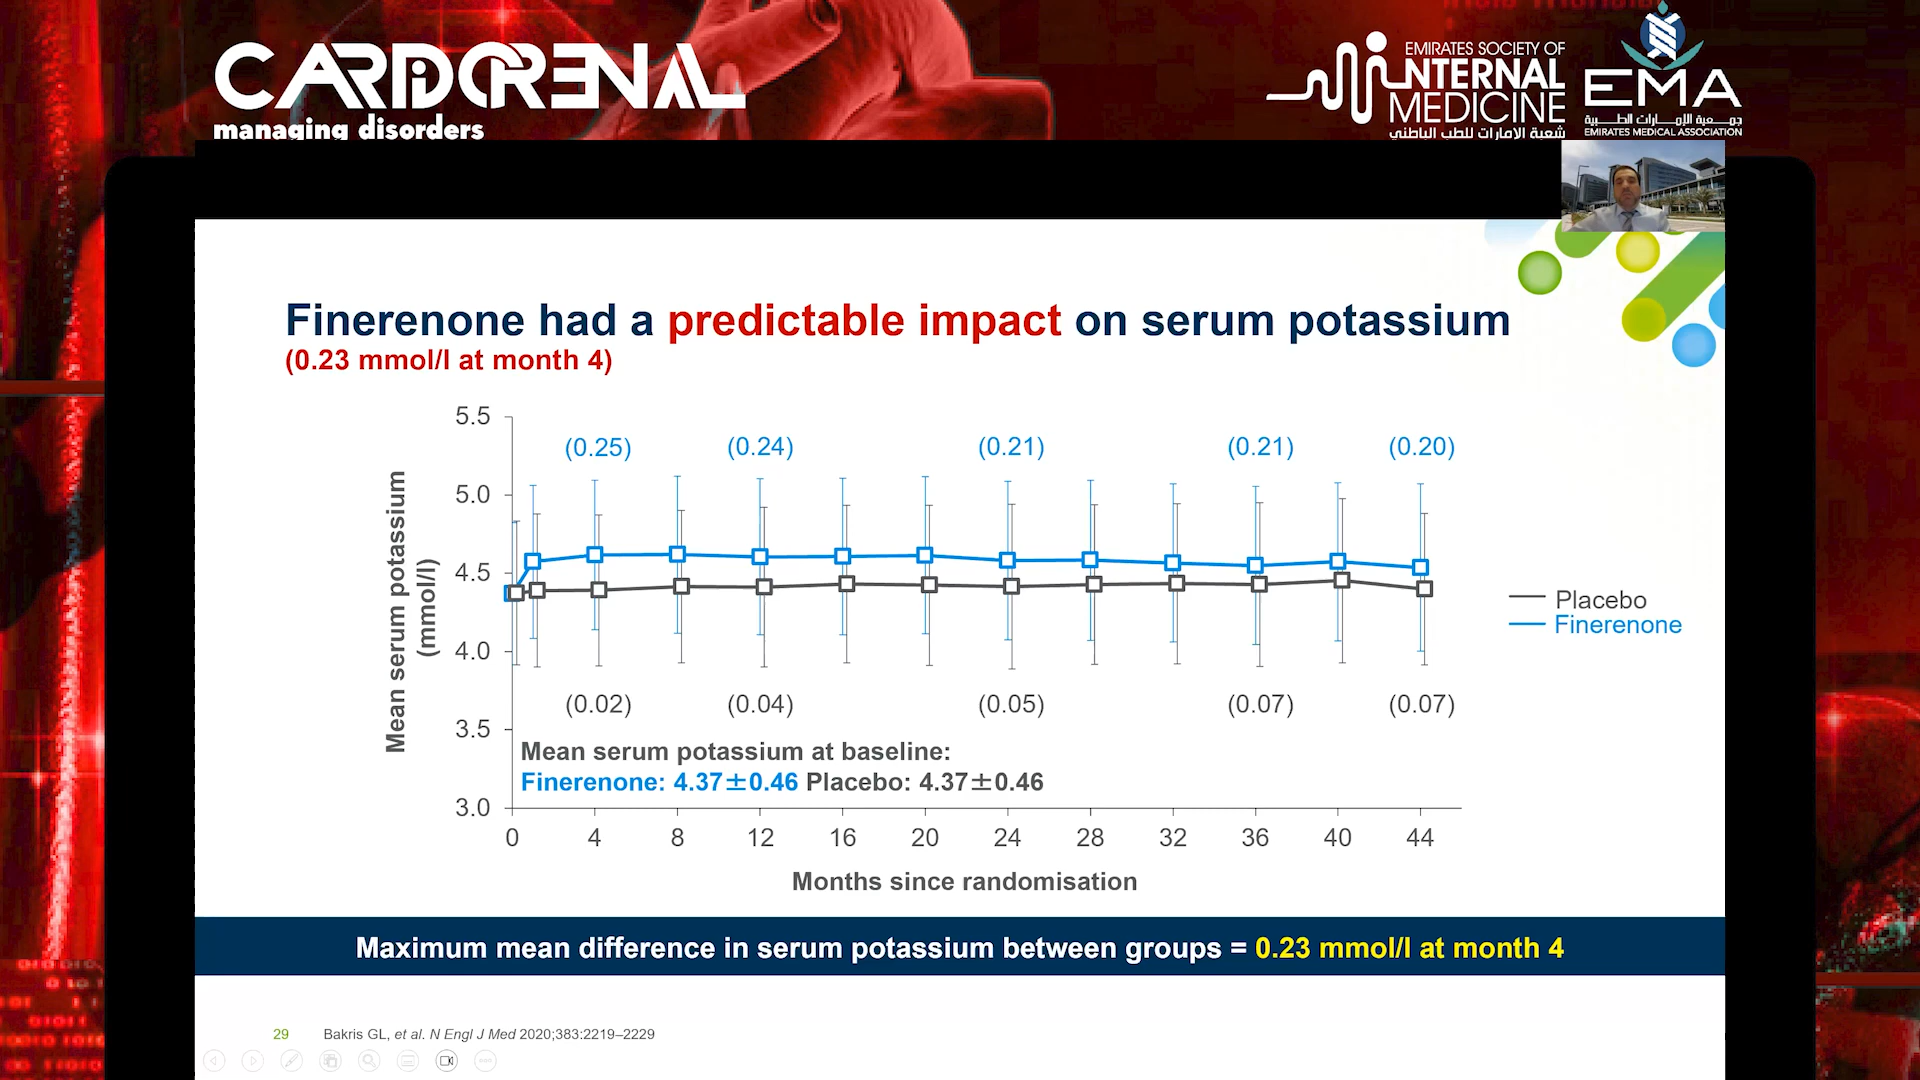 CARDIORENAL
managing disorders
EMIRATES SOCIETY OF
INTERNAL
MEDICINE
شعبة الإمارات للطب الباطني
EMA
جمعية الإمارات الطبية
EMIRATES MEDICAL ASSOCIATION
Finerenone had a predictable impact on serum potassium
(0.23 mmol/l at month 4)
Mean serum potassium
(mmol/l)
5.5
5.0
4.5
4.0
3.5
3.0
(0.25) (0.24) (0.21) (0.21) (0.20)
(0.02) (0.04) (0.05) (0.07) (0.07)
Placebo
Finerenone
Mean serum potassium at baseline:
Finerenone: 4.37±0.46 Placebo: 4.37±0.46
0 4 8 12 16 20 24 28 32 36 40 44
Months since randomisation
Maximum mean difference in serum potassium between groups = 0.23 mmol/l at month 4
29 Bakris GL, et al. N Engl J Med 2020;383:2219–2229